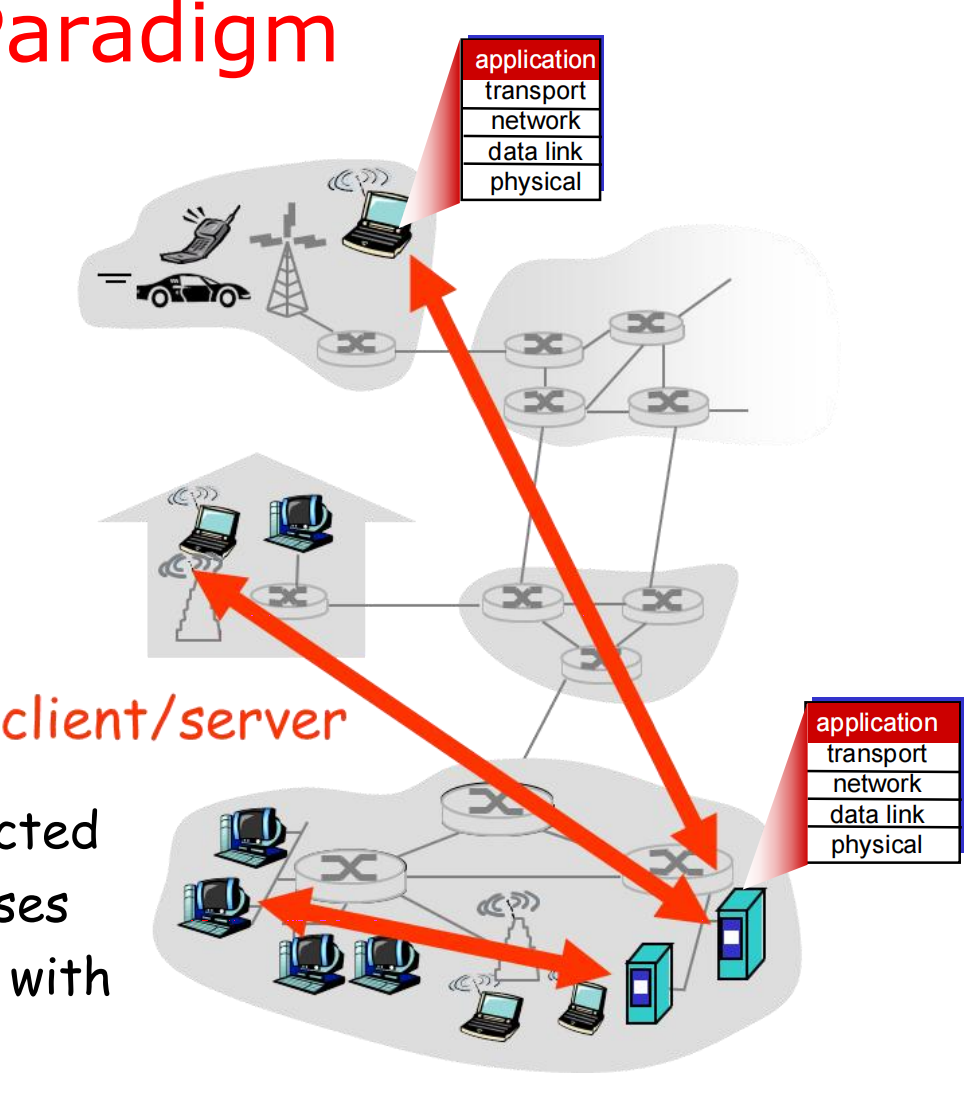 Paradigm
application
transport
network
data link
physical
client/server
application
transport
network
data link
physical
cted
ses
with